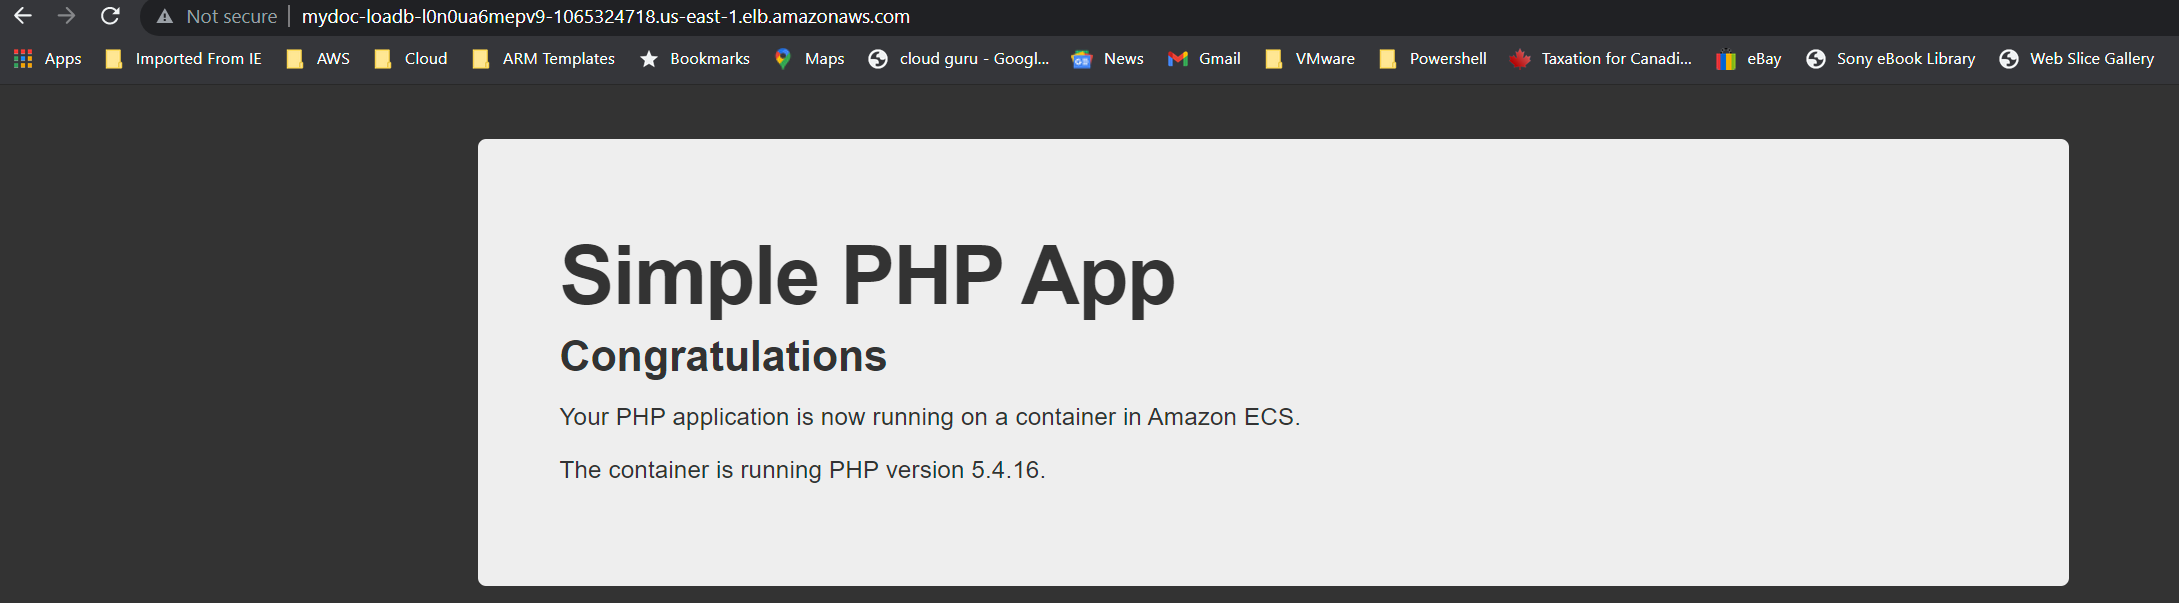 Not secure | mydoc-loadb-l0n0ua6mepv9-1065324718.us-east-1.elb.amazonaws.com
Apps Imported From IE AWS Cloud ARM Templates Bookmarks Maps cloud guru - Googl... News Gmail VMware Powershell Taxation for Canadi... eBay Sony eBook Library Web Slice Gallery
Simple PHP App
Congratulations
Your PHP application is now running on a container in Amazon ECS.
The container is running PHP version 5.4.16.